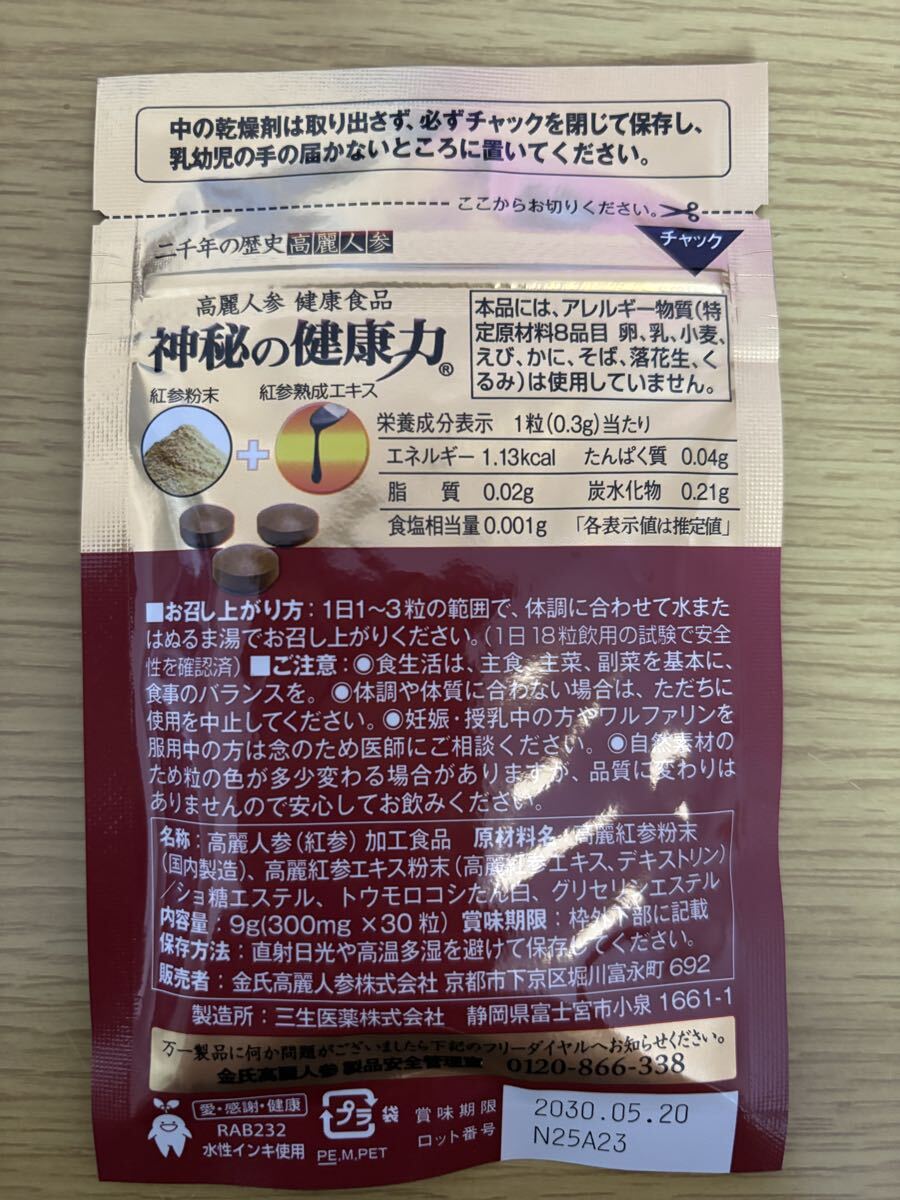 中の乾燥剤は取り出さず、必ずチャックを閉じて保存し、
乳幼児の手の届かないところに置いてください。
ここからお切りください。
チャック
二千年の歴史高麗人参
高麗人参 健康食品
神秘の健康力®
本品には、アレルギー物質(特
定原材料8品目 卵、乳、小麦、
えび、かに、そば、落花生、く
るみ)は使用していません。
紅参粉末 紅参熟成エキス
+
栄養成分表示 1粒(0.3g)当たり
エネルギー 1.13kcal たんぱく質 0.04g
脂質 0.02g 炭水化物 0.21g
食塩相当量 0.001g 「各表示値は推定値」
■お召し上がり方:1日1〜3粒の範囲で、体調に合わせて水また
はぬるま湯でお召し上がりください。(1日18粒飲用の試験で安全
性を確認済) ■ご注意:◉食生活は、主食、主菜、副菜を基本に、
食事のバランスを。 ◉体調や体質に合わない場合は、ただちに
使用を中止してください。◉妊娠・授乳中の方やワルファリンを
服用中の方は念のため医師にご相談ください。 ◉自然素材の
ため粒の色が多少変わる場合がありますが、品質に変わりは
ありませんので安心してお飲みください。
名称:高麗人参(紅参)加工食品 原材料名:高麗紅参粉末
(国内製造)、高麗紅参エキス粉末(高麗紅参エキス、デキストリン)
/ショ糖エステル、トウモロコシたん白、グリセリンエステル
内容量:9g(300mg×30粒) 賞味期限:枠外下部に記載
保存方法:直射日光や高温多湿を避けて保存してください。
販売者:金氏高麗人参株式会社 京都市下京区堀川富永町692
製造所:三生医薬株式会社 静岡県富士宮市小泉1661-1
万一製品に何か問題がございましたら下記のフリーダイヤルへお知らせください。
金氏高麗人参 製品安全管理室 0120-866-338
愛・感謝・健康
RAB232
水性インキ使用
プラ 袋
PE,M,PET
賞味期限
ロット番号
2030.05.20
N25A23